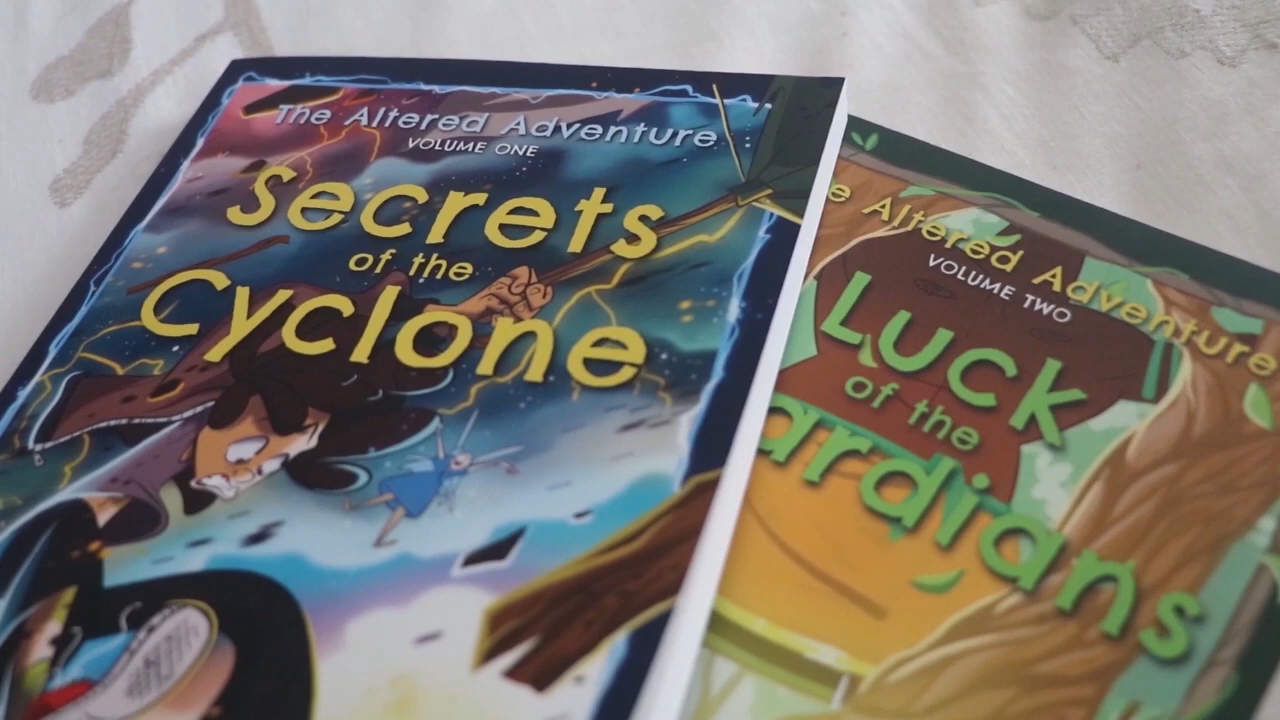 The Altered Adventure
VOLUME ONE
Secrets
of the
Cyclone
e Altered Adventure
VOLUME TWO
Luck
of the
ardians